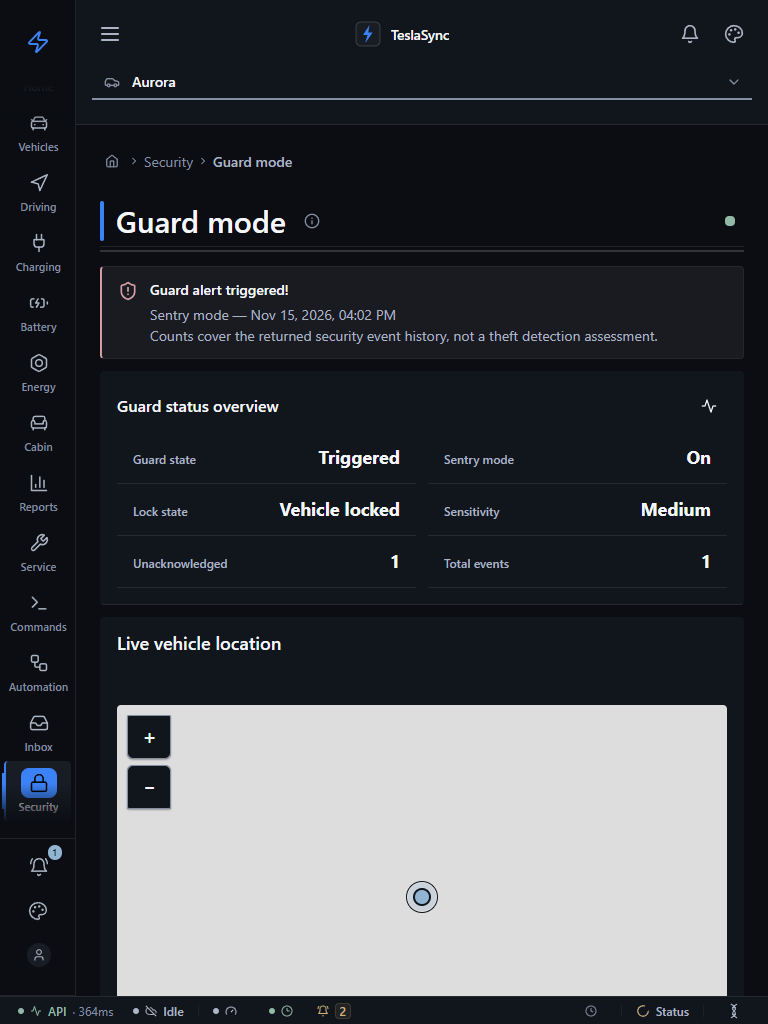 TeslaSync
Aurora
Vehicles
Driving
Charging
Battery
Energy
Cabin
Reports
Service
Commands
Automation
Inbox
Security
1
Security
Guard mode
Guard mode
Guard alert triggered!
Sentry mode — Nov 15, 2026, 04:02 PM
Counts cover the returned security event history, not a theft detection assessment.
Guard status overview
Guard state Triggered
Sentry mode On
Lock state Vehicle locked
Sensitivity Medium
Unacknowledged 1
Total events 1
Live vehicle location
+
−
API · 364ms
Idle
2
Status